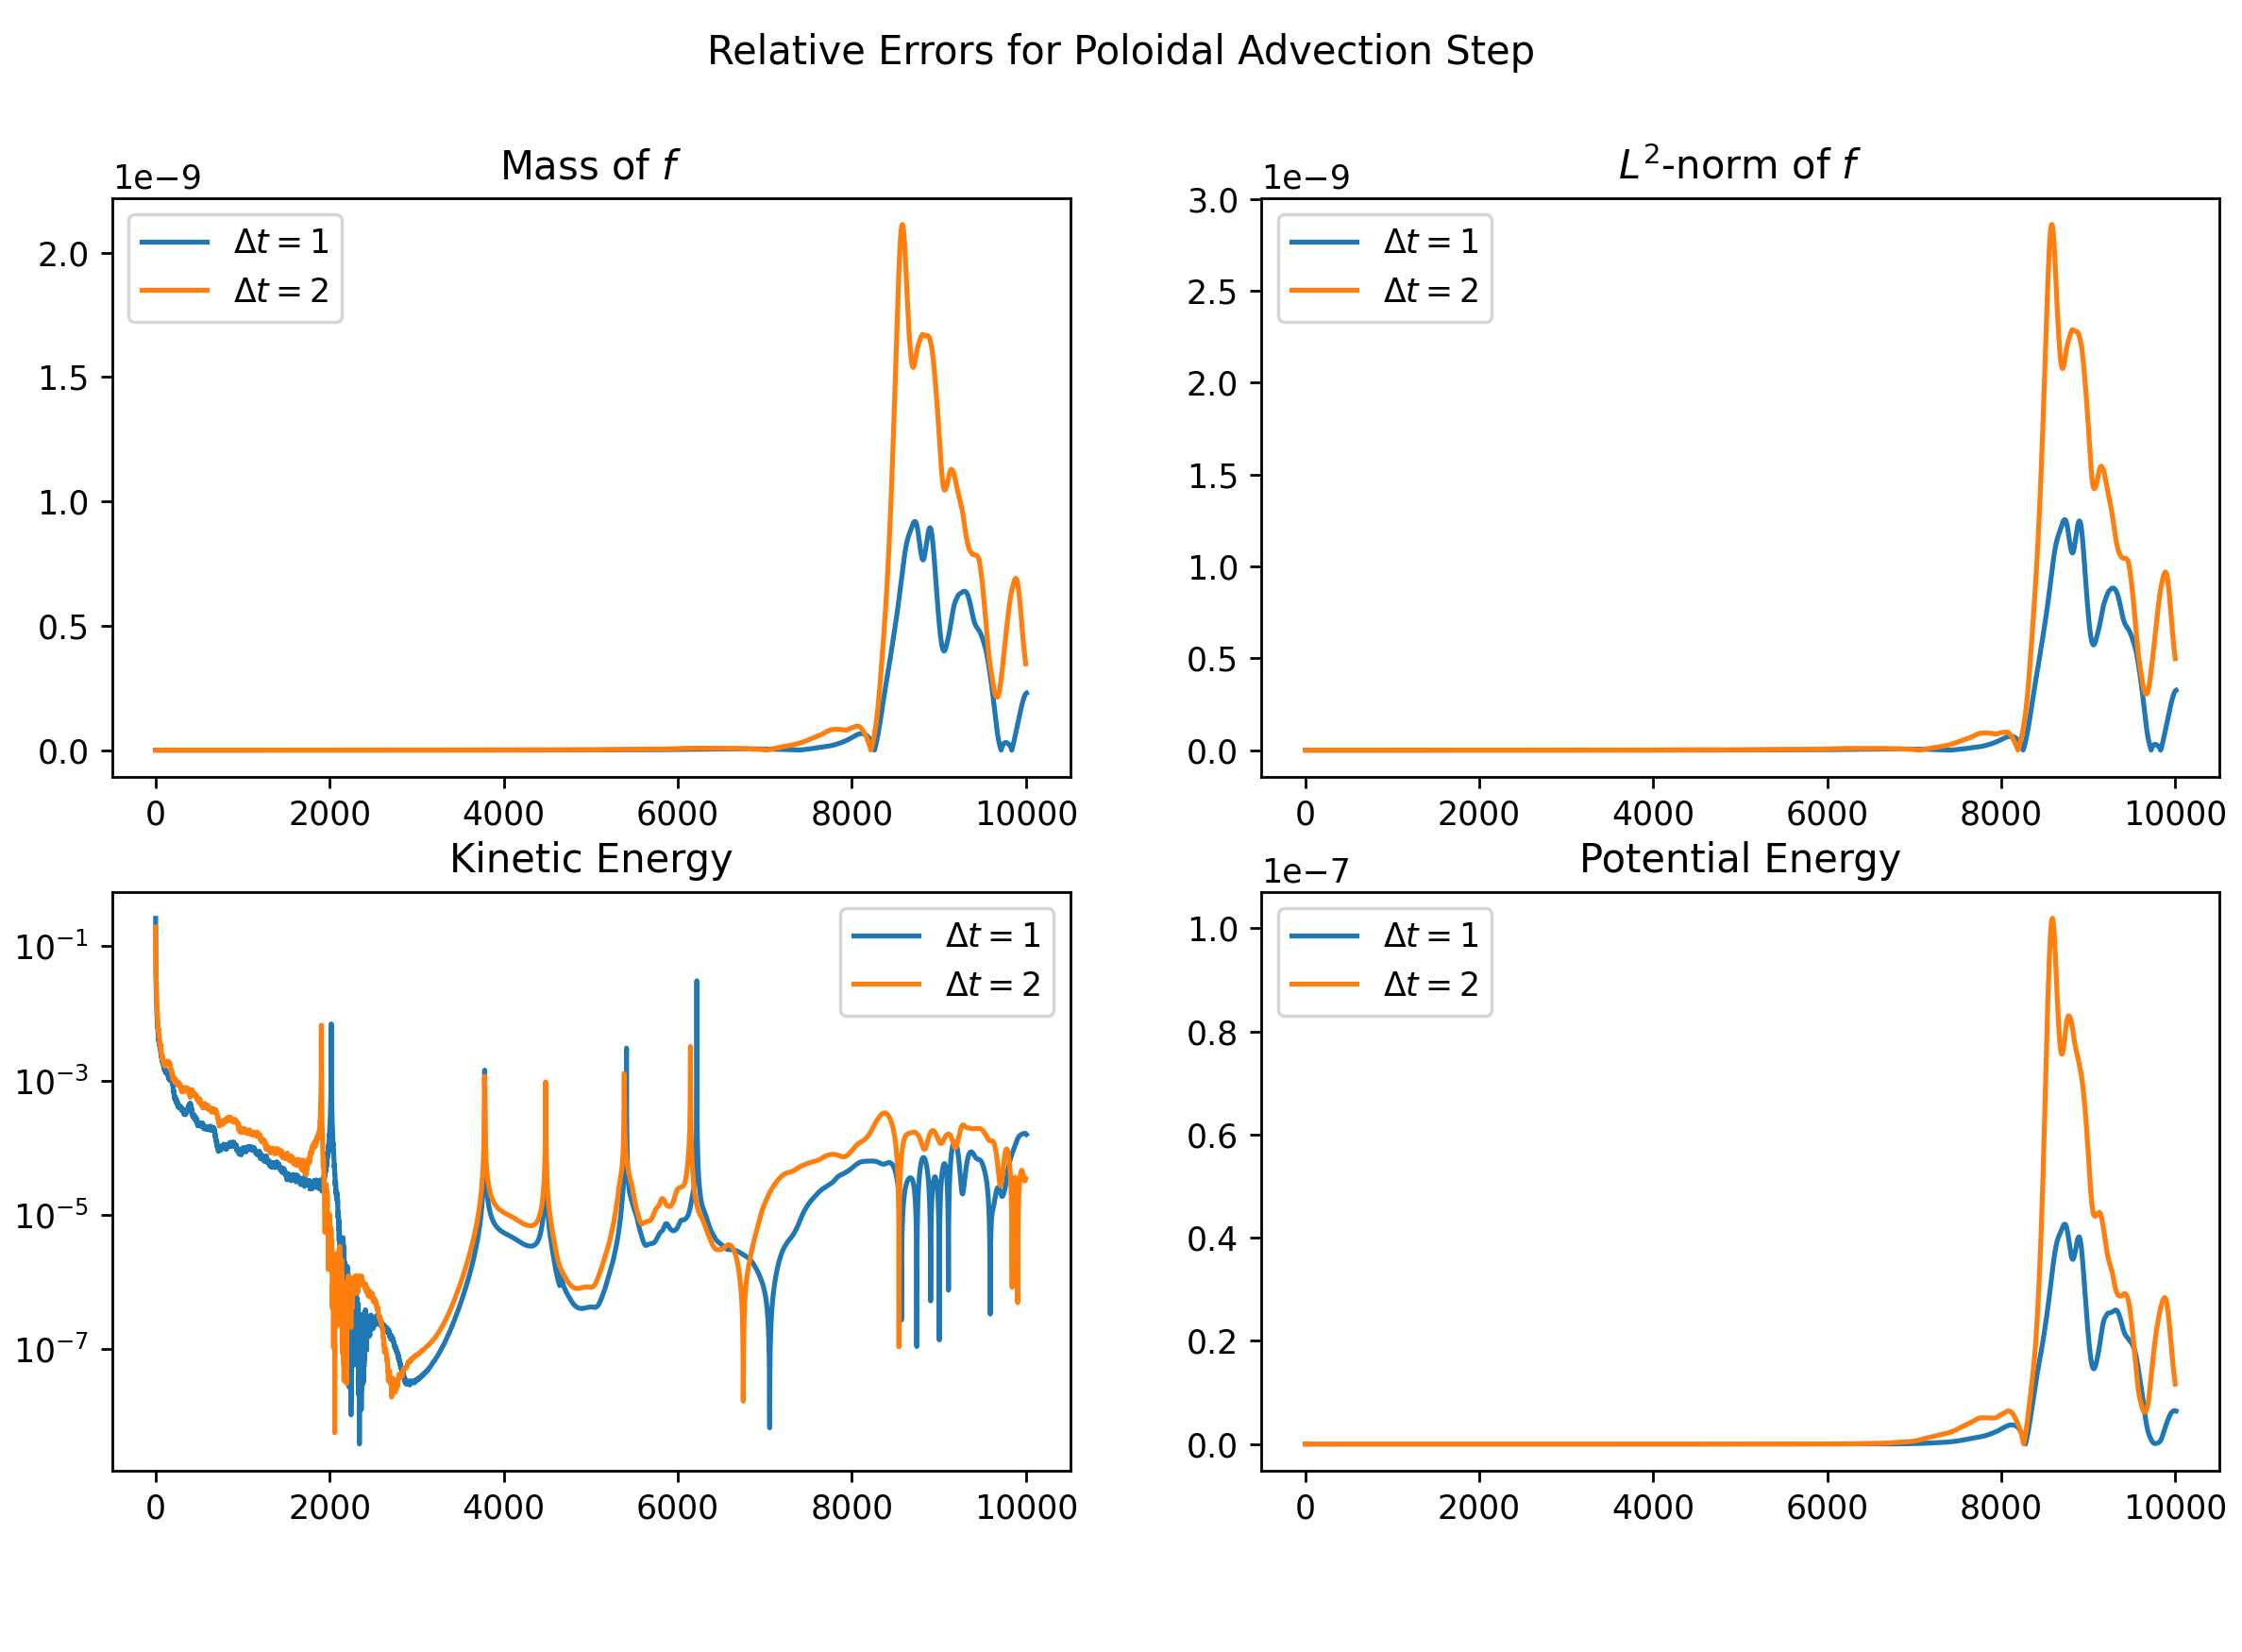 Relative Errors for Poloidal Advection Step
Mass of f
1e−9
Δt = 1
Δt = 2
2.0
1.5
1.0
0.5
0.0
0 2000 4000 6000 8000 10000
L²-norm of f
1e−9
Δt = 1
Δt = 2
3.0
2.5
2.0
1.5
1.0
0.5
0.0
0 2000 4000 6000 8000 10000
Kinetic Energy
Δt = 1
Δt = 2
10⁻¹
10⁻³
10⁻⁵
10⁻⁷
0 2000 4000 6000 8000 10000
Potential Energy
1e−7
Δt = 1
Δt = 2
1.0
0.8
0.6
0.4
0.2
0.0
0 2000 4000 6000 8000 10000